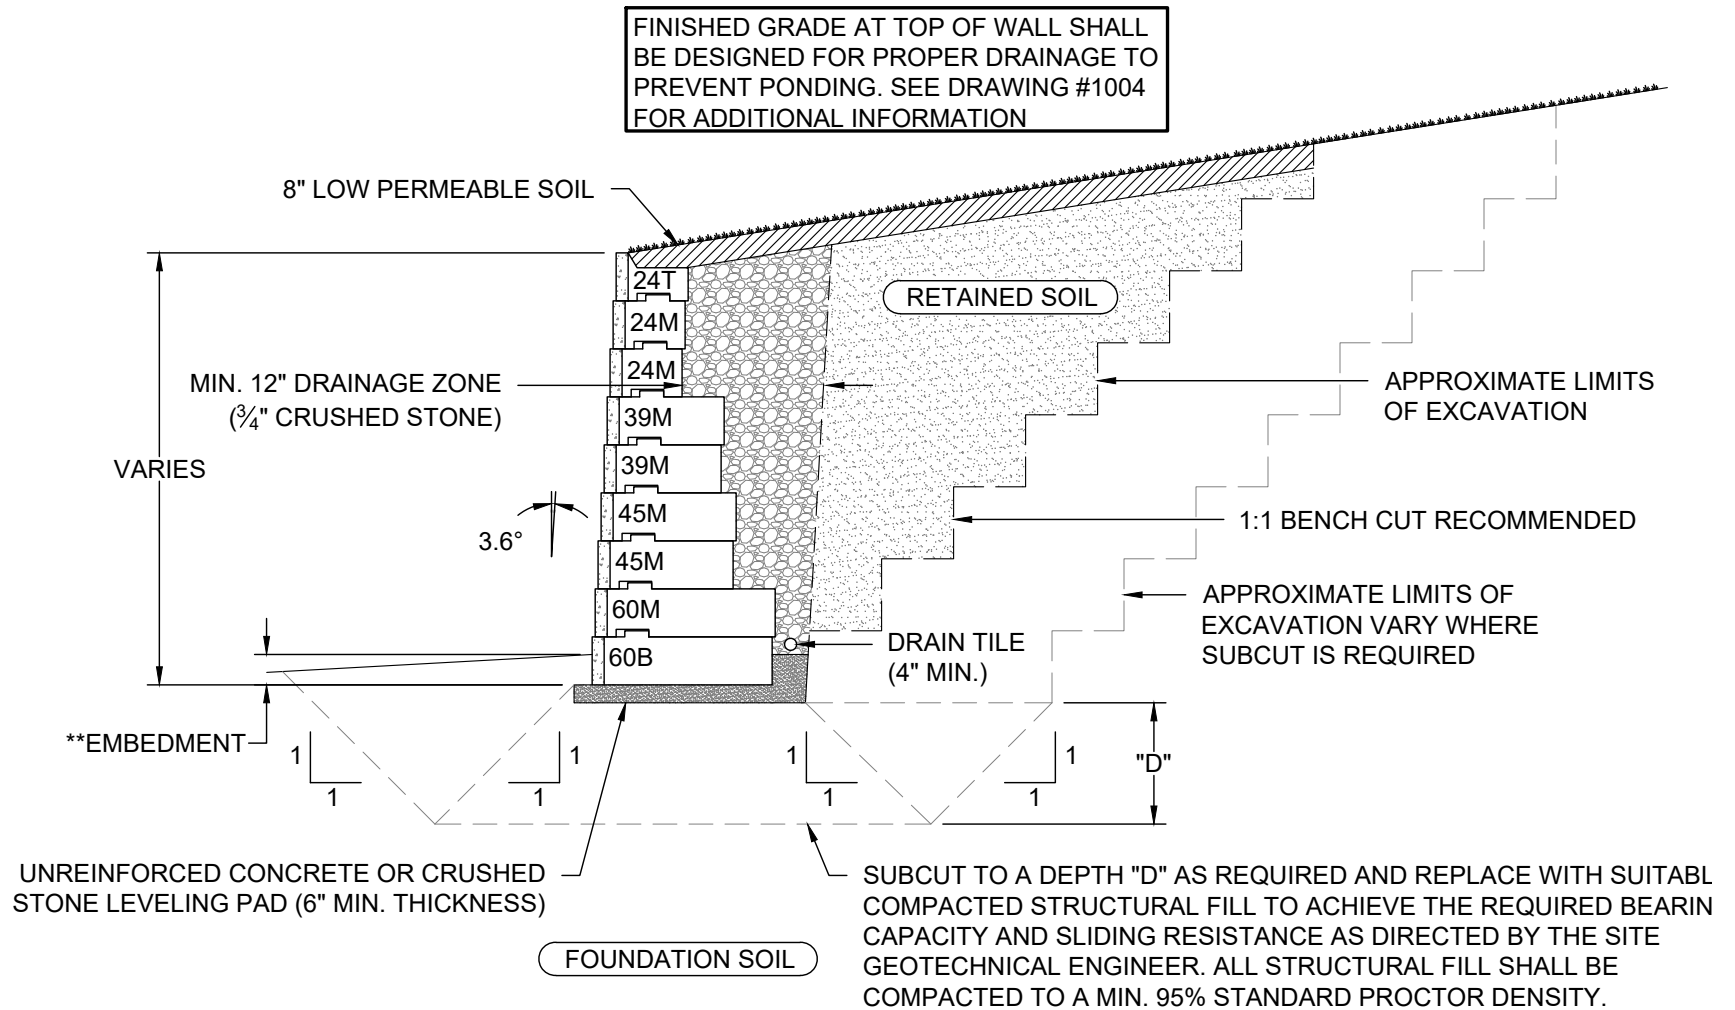 FINISHED GRADE AT TOP OF WALL SHALL
BE DESIGNED FOR PROPER DRAINAGE TO
PREVENT PONDING. SEE DRAWING #1004
FOR ADDITIONAL INFORMATION
8" LOW PERMEABLE SOIL
24T
RETAINED SOIL
24M
24M
MIN. 12" DRAINAGE ZONE
(¾" CRUSHED STONE)
APPROXIMATE LIMITS
OF EXCAVATION
39M
VARIES
39M
45M
1:1 BENCH CUT RECOMMENDED
3.6°
45M
60M
APPROXIMATE LIMITS OF
EXCAVATION VARY WHERE
SUBCUT IS REQUIRED
60B
DRAIN TILE
(4" MIN.)
**EMBEDMENT
1
1
1
1
1
1
1
1
"D"
UNREINFORCED CONCRETE OR CRUSHED
STONE LEVELING PAD (6" MIN. THICKNESS)
SUBCUT TO A DEPTH "D" AS REQUIRED AND REPLACE WITH SUITABL
COMPACTED STRUCTURAL FILL TO ACHIEVE THE REQUIRED BEARIN
CAPACITY AND SLIDING RESISTANCE AS DIRECTED BY THE SITE
GEOTECHNICAL ENGINEER. ALL STRUCTURAL FILL SHALL BE
COMPACTED TO A MIN. 95% STANDARD PROCTOR DENSITY.
FOUNDATION SOIL